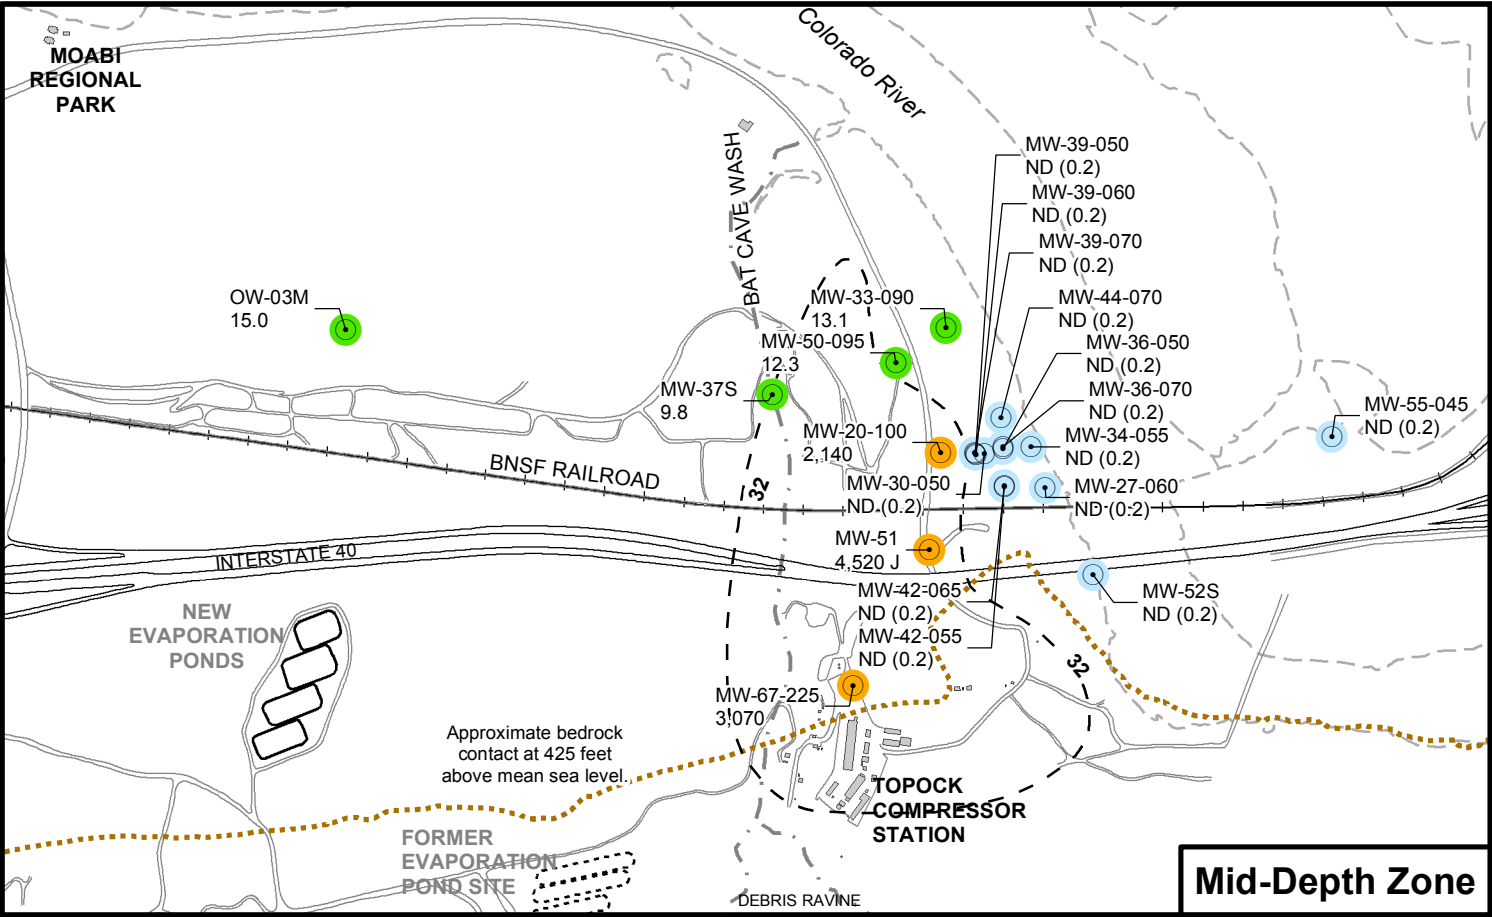 MOABI
REGIONAL
PARK
Colorado River
BAT CAVE WASH
MW-39-050
ND (0.2)
MW-39-060
ND (0.2)
MW-39-070
ND (0.2)
OW-03M
15.0
MW-33-090
13.1
MW-44-070
ND (0.2)
MW-50-095
12.3
MW-36-050
ND (0.2)
MW-37S
9.8
MW-36-070
ND (0.2)
MW-55-045
ND (0.2)
MW-20-100
2,140
MW-34-055
ND (0.2)
BNSF RAILROAD
32
MW-30-050
ND (0.2)
MW-27-060
ND (0.2)
MW-51
4,520 J
INTERSTATE 40
MW-42-065
ND (0.2)
MW-52S
ND (0.2)
NEW
EVAPORATION
PONDS
MW-42-055
ND (0.2)
32
MW-67-225
3,070
Approximate bedrock
contact at 425 feet
above mean sea level.
TOPOCK
COMPRESSOR
STATION
FORMER
EVAPORATION
POND SITE
DEBRIS RAVINE
Mid-Depth Zone